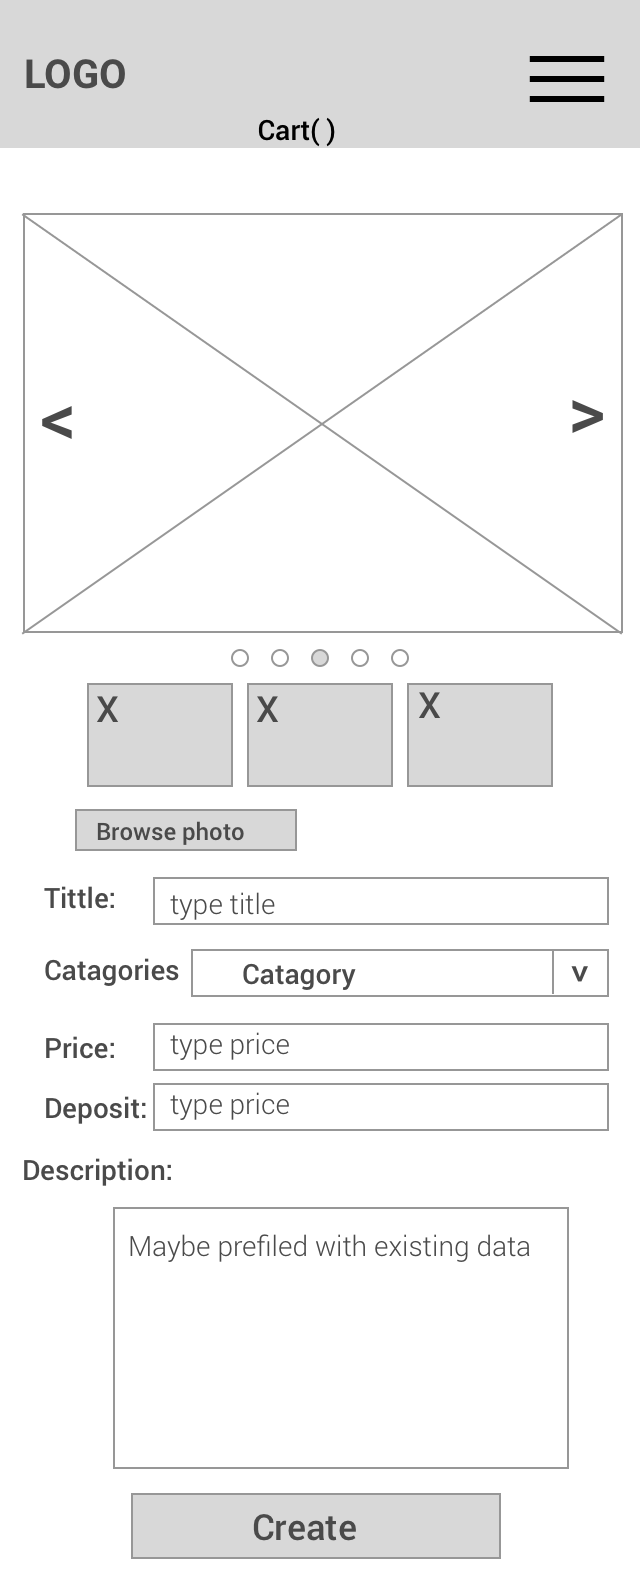 LOGO
Cart( )
< >
X X X
Browse photo
Tittle: type title
Catagories Catagory v
Price: type price
Deposit: type price
Description:
Maybe prefiled with existing data
Create